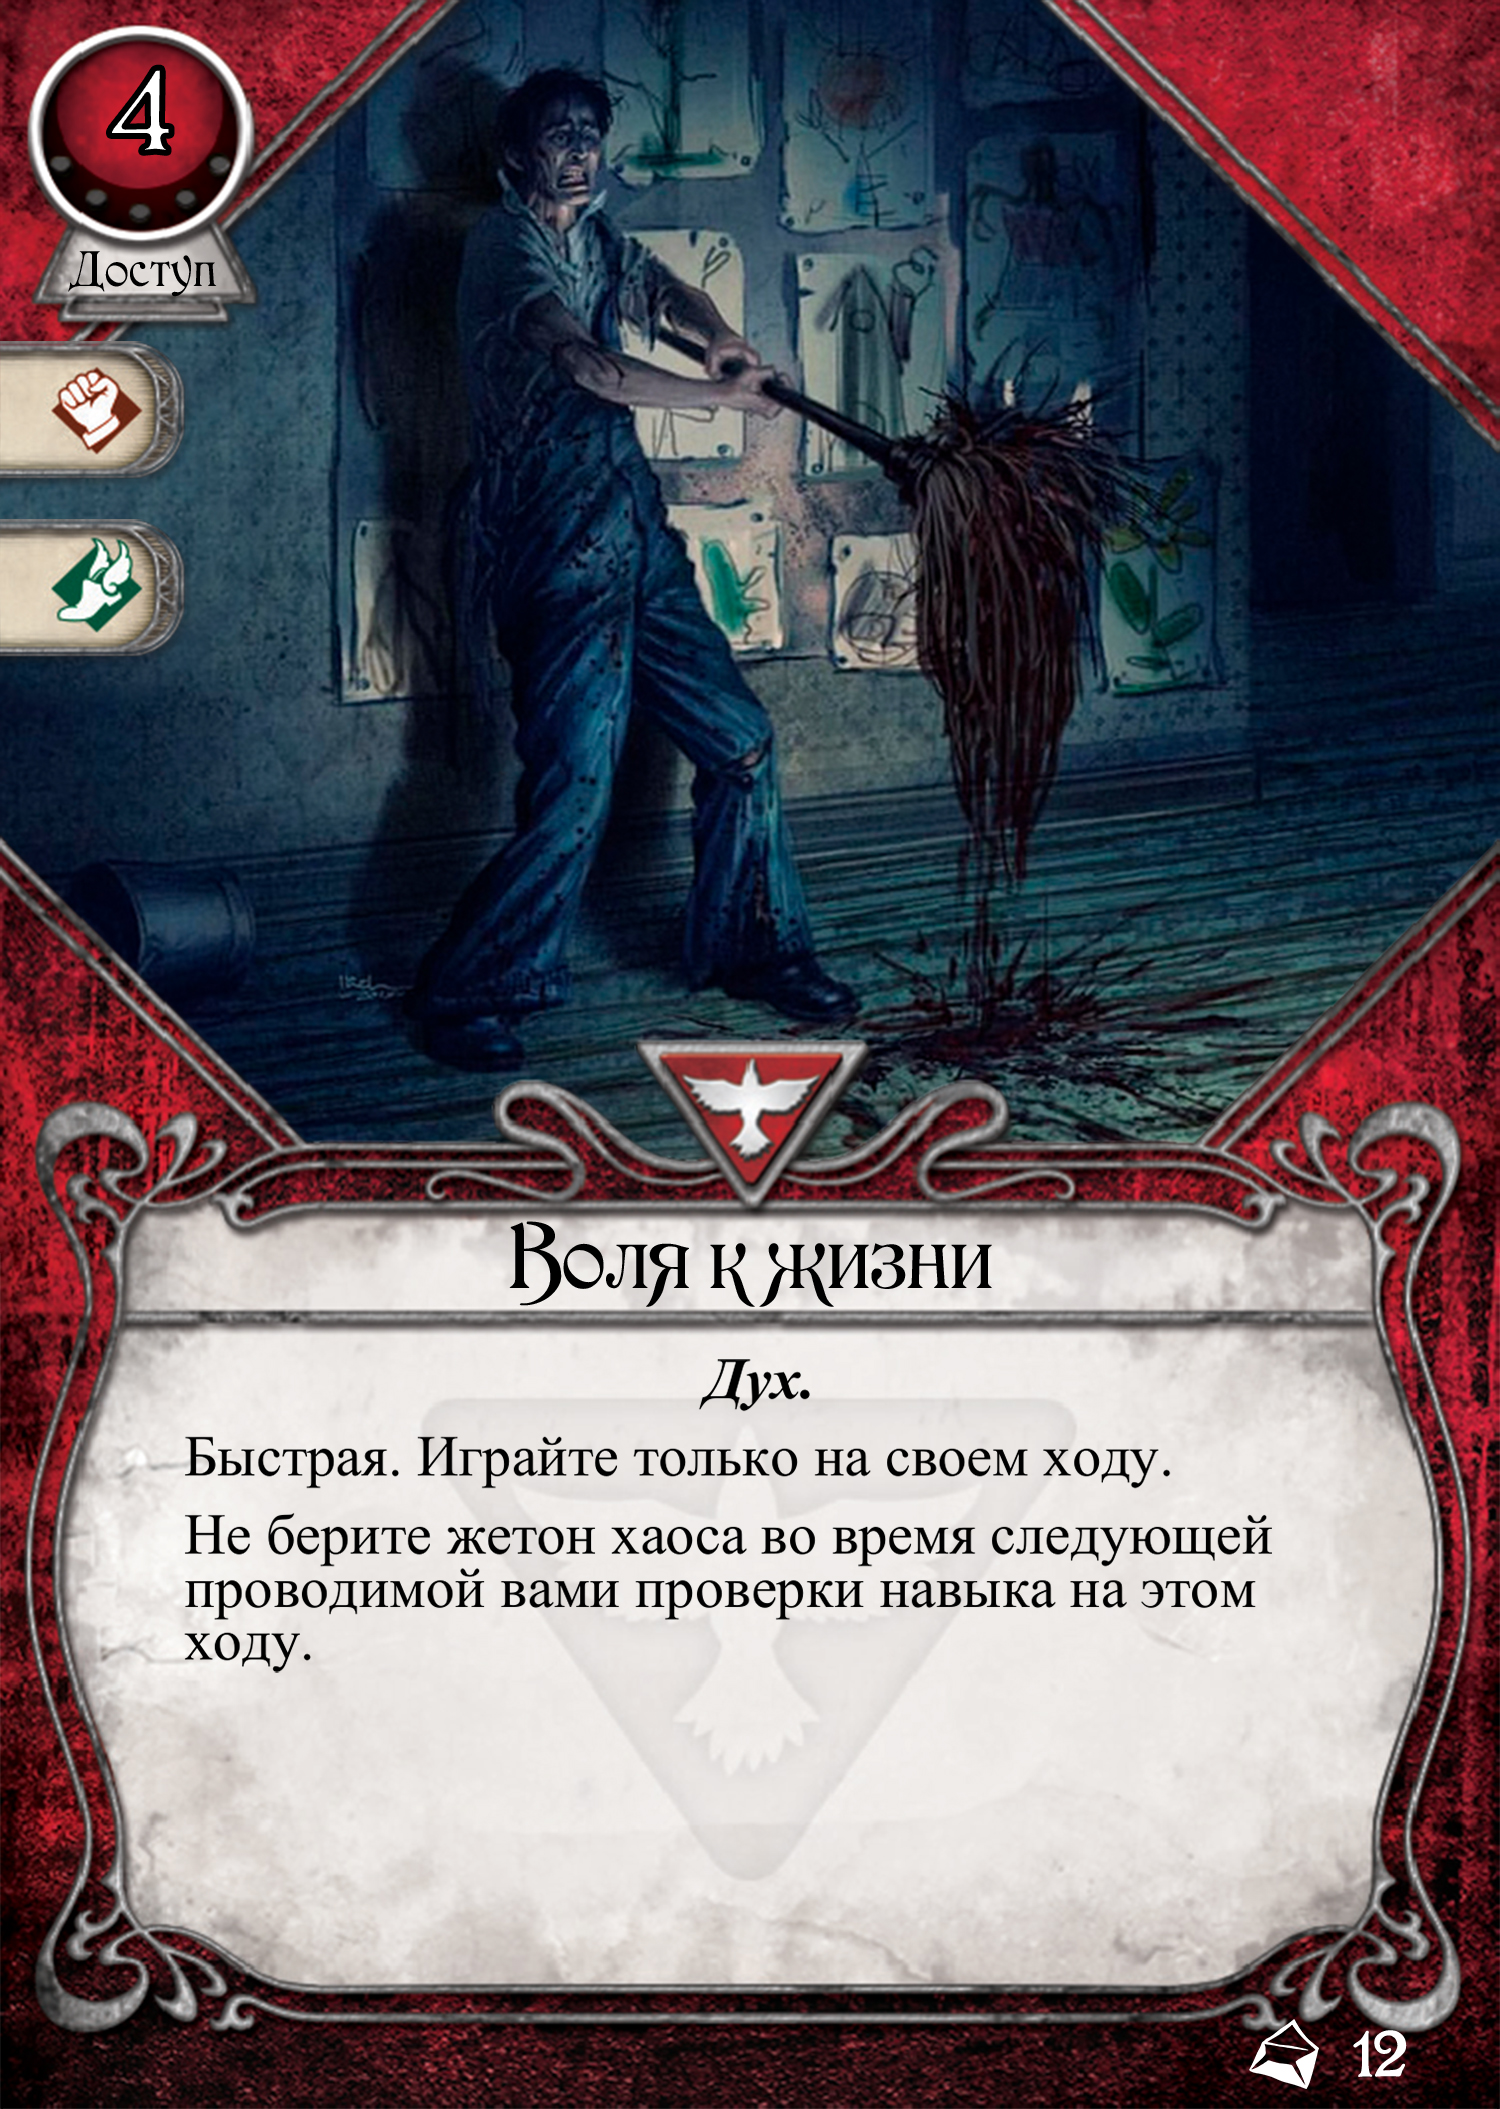 4
Доступ
Воля к жизни
Дух.
Быстрая. Играйте только на своем ходу.
Не берите жетон хаоса во время следующей
проводимой вами проверки навыка на этом
ходу.
12